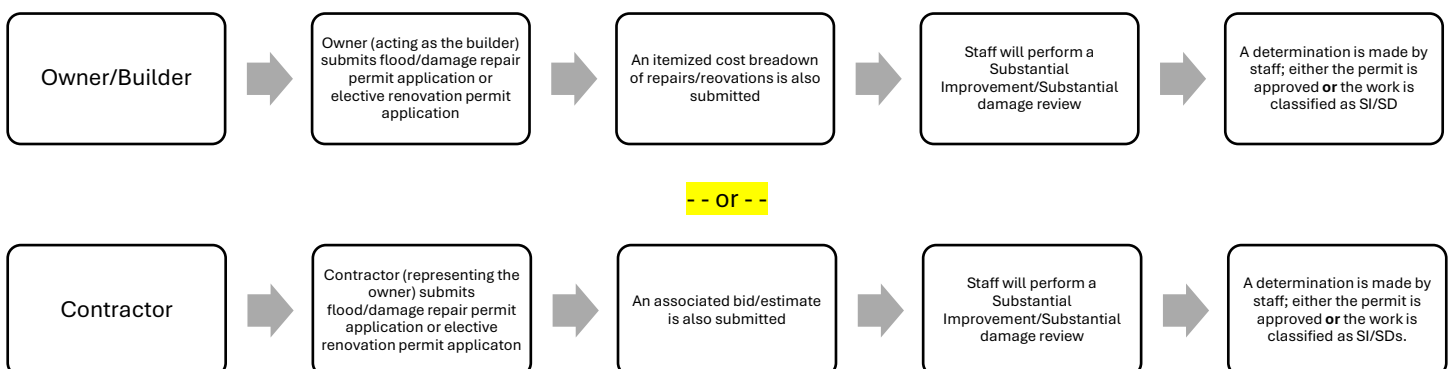 Owner/Builder
Owner (acting as the builder)
submits flood/damage repair
permit application or
elective renovation permit
application
An itemized cost breadown
of repairs/reovations is also
submitted
Staff will perform a
Substantial
Improvement/Substantial
damage review
A determination is made by
staff; either the permit is
approved or the work is
classified as SI/SD
- - or - -
Contractor
Contractor (representing the
owner) submits
flood/damage repair permit
application or elective
renovation permit applicaton
An associated bid/estimate
is also submitted
Staff will perform a
Substantial
Improvement/Substantial
damage review
A determination is made by
staff; either the permit is
approved or the work is
classified as SI/SDs.